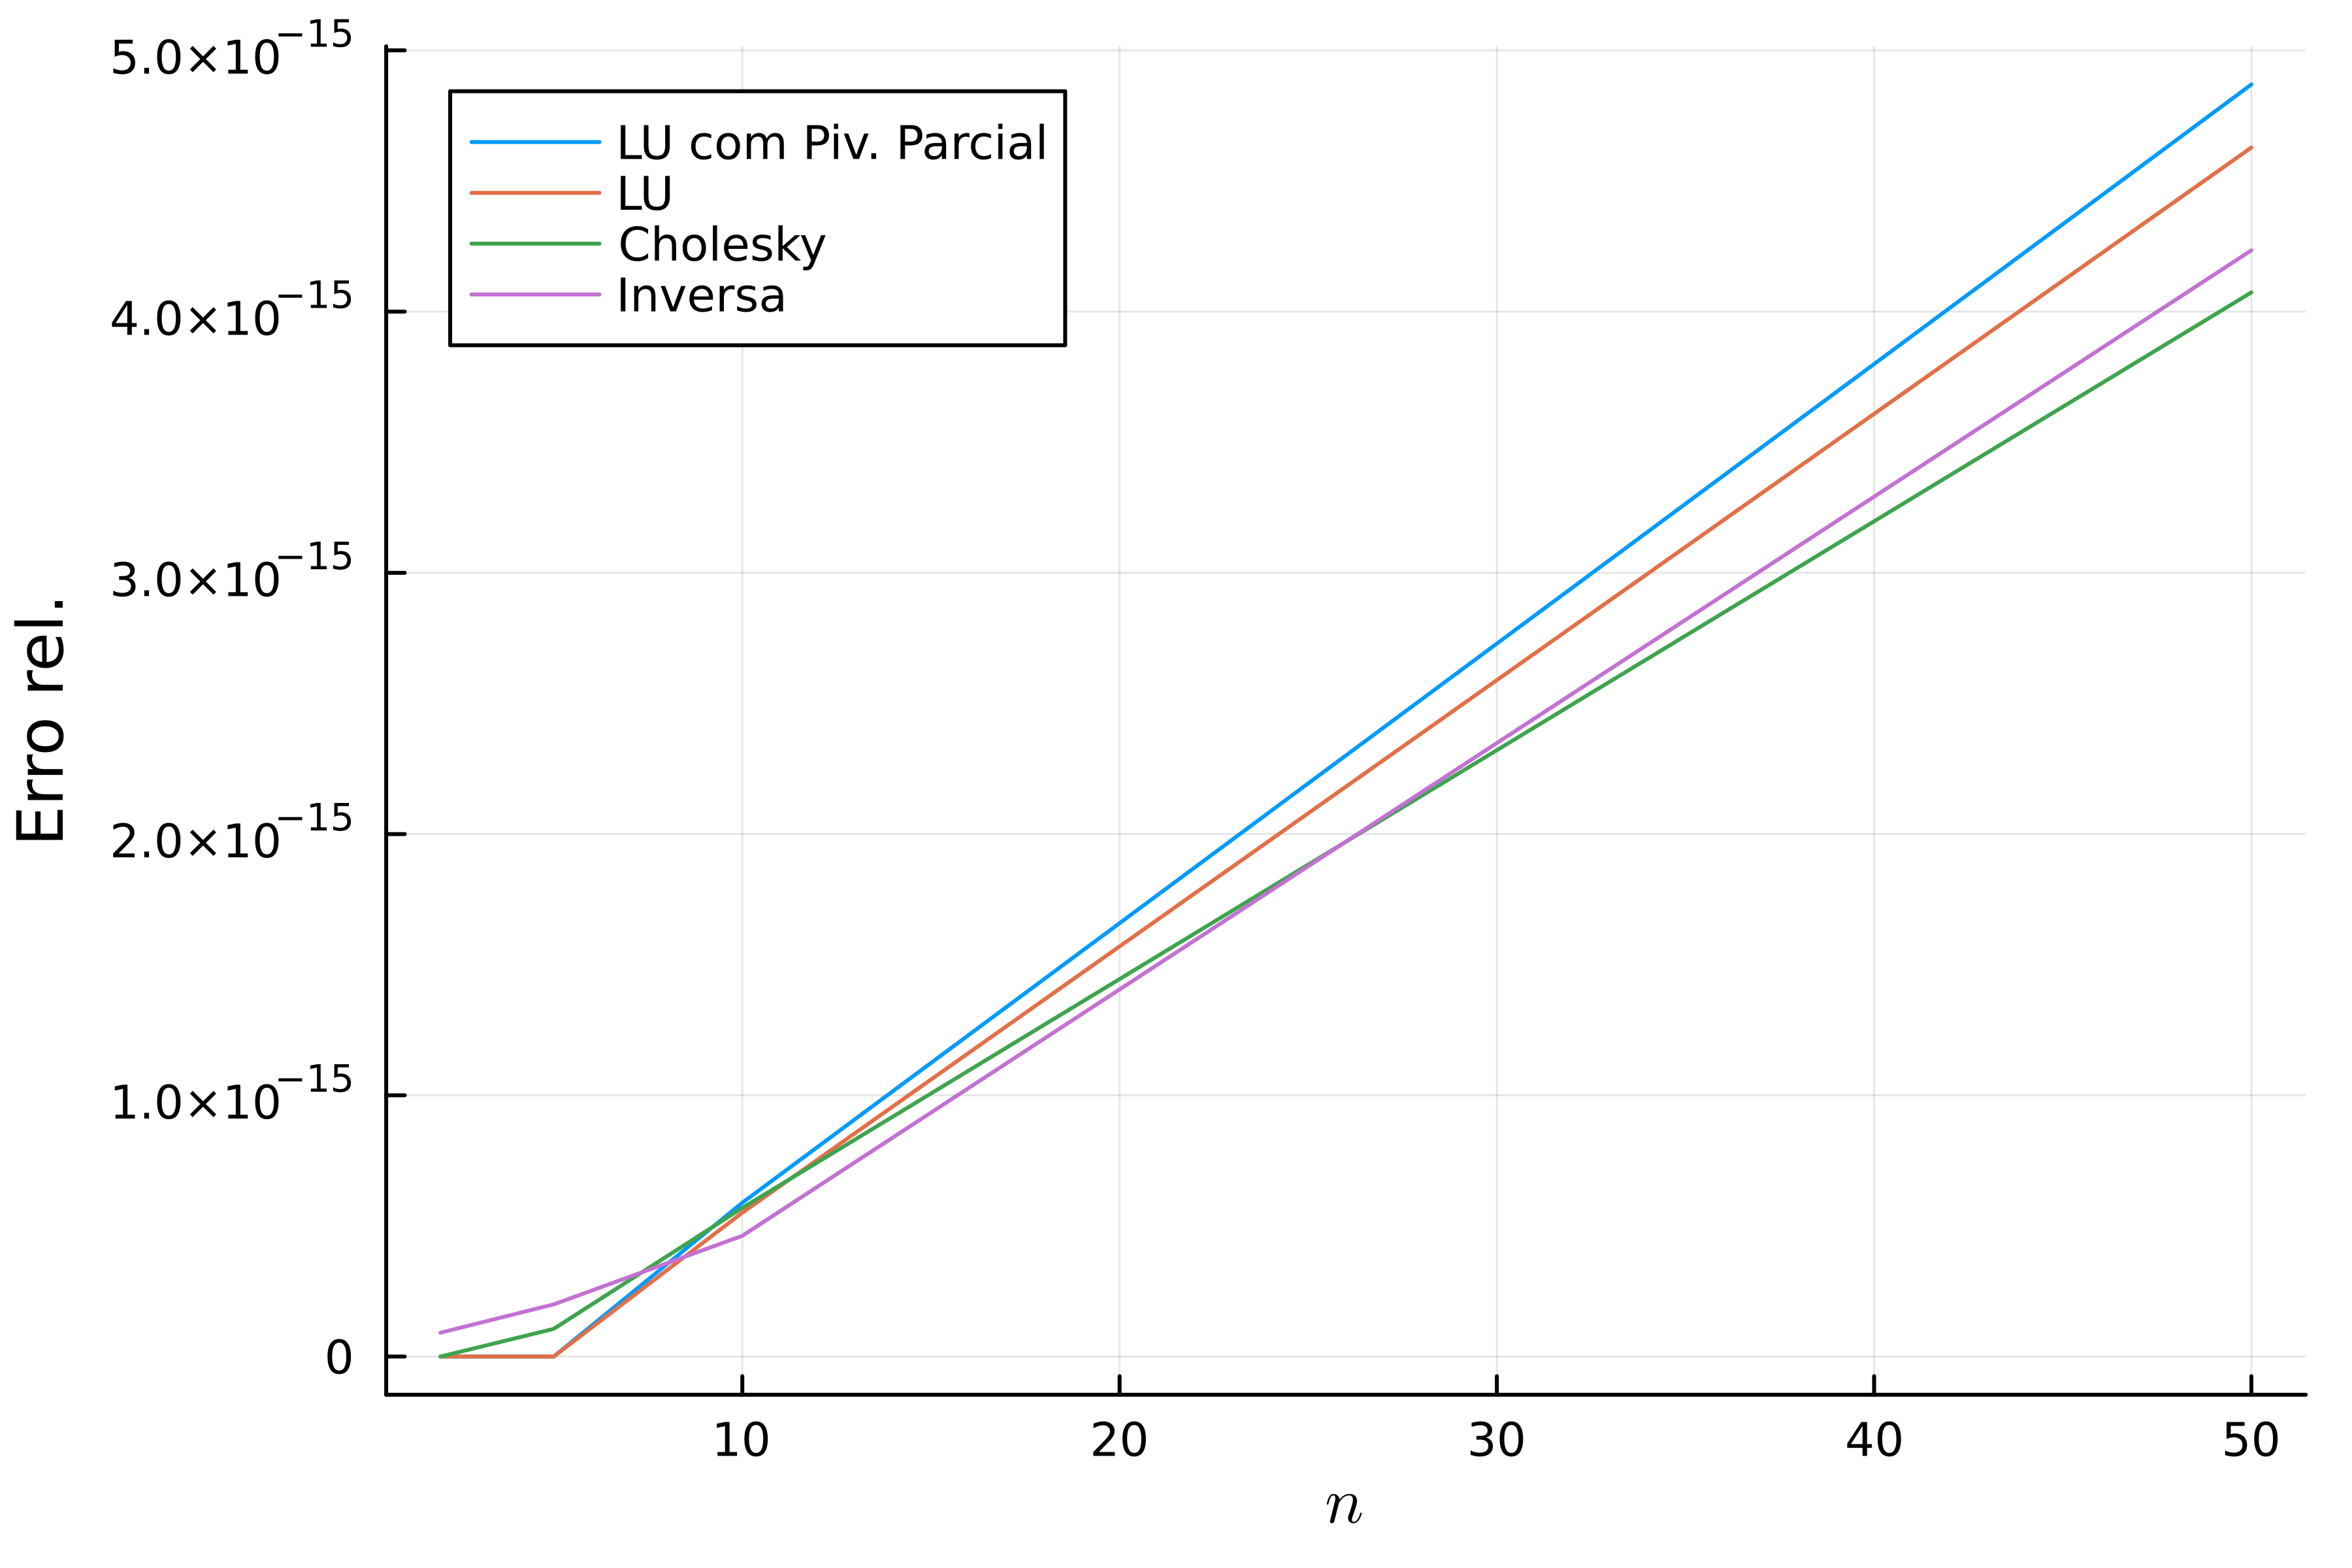 5.0×10⁻¹⁵
4.0×10⁻¹⁵
3.0×10⁻¹⁵
2.0×10⁻¹⁵
1.0×10⁻¹⁵
0
Erro rel.
LU com Piv. Parcial
LU
Cholesky
Inversa
10 20 30 40 50
n